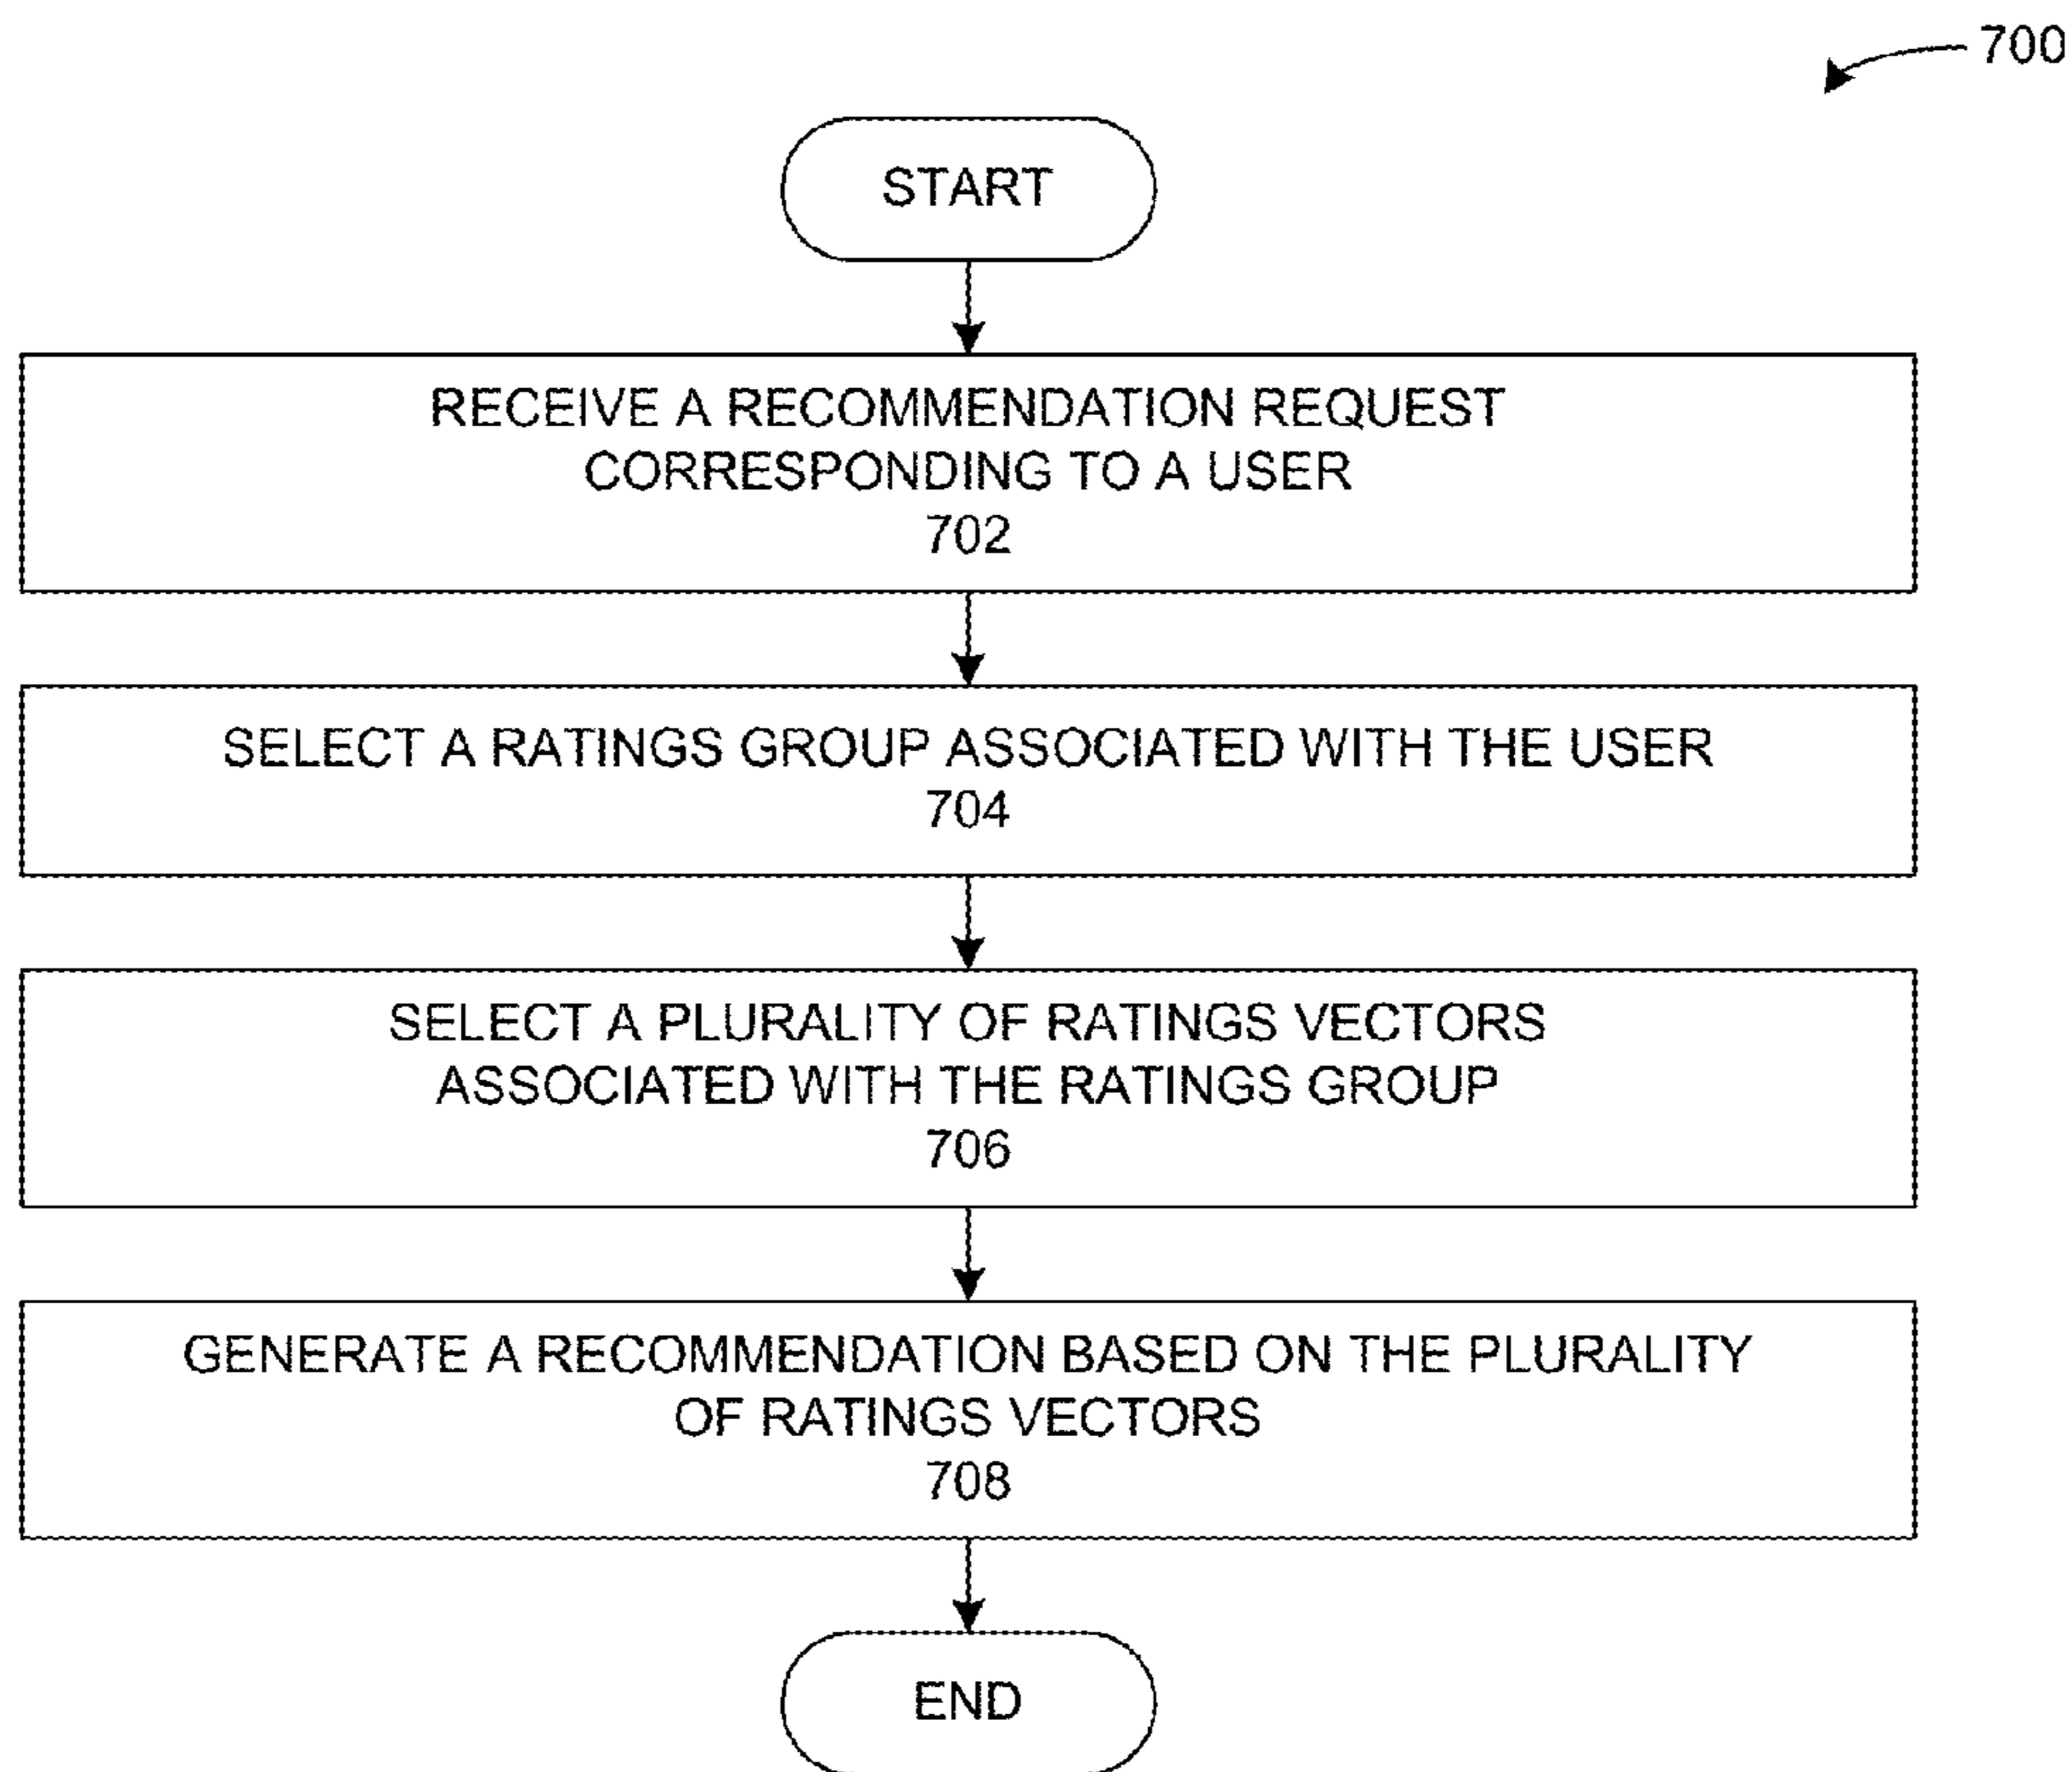 700
START
RECEIVE A RECOMMENDATION REQUEST
CORRESPONDING TO A USER
702
SELECT A RATINGS GROUP ASSOCIATED WITH THE USER
704
SELECT A PLURALITY OF RATINGS VECTORS
ASSOCIATED WITH THE RATINGS GROUP
706
GENERATE A RECOMMENDATION BASED ON THE PLURALITY
OF RATINGS VECTORS
708
END